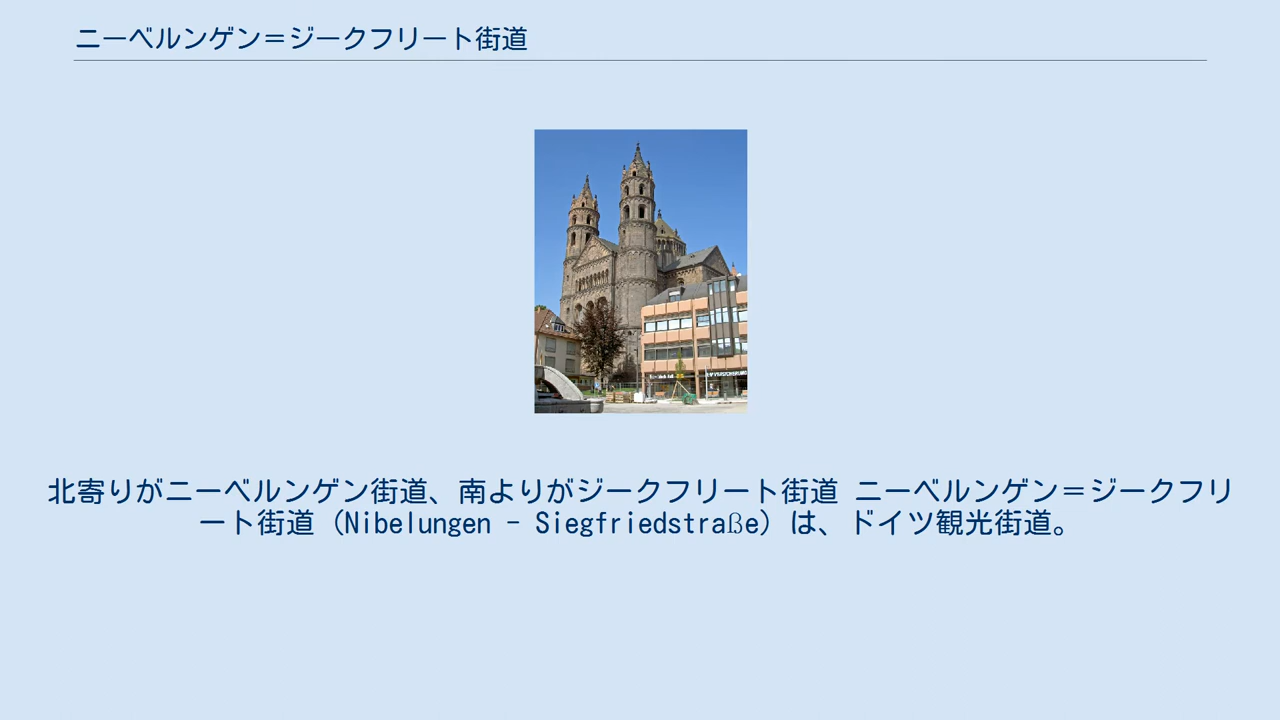 ニーベルンゲン＝ジークフリート街道
北寄りがニーベルンゲン街道、南よりがジークフリート街道 ニーベルンゲン＝ジークフリ
ート街道（Nibelungen - Siegfriedstraße）は、ドイツ観光街道。